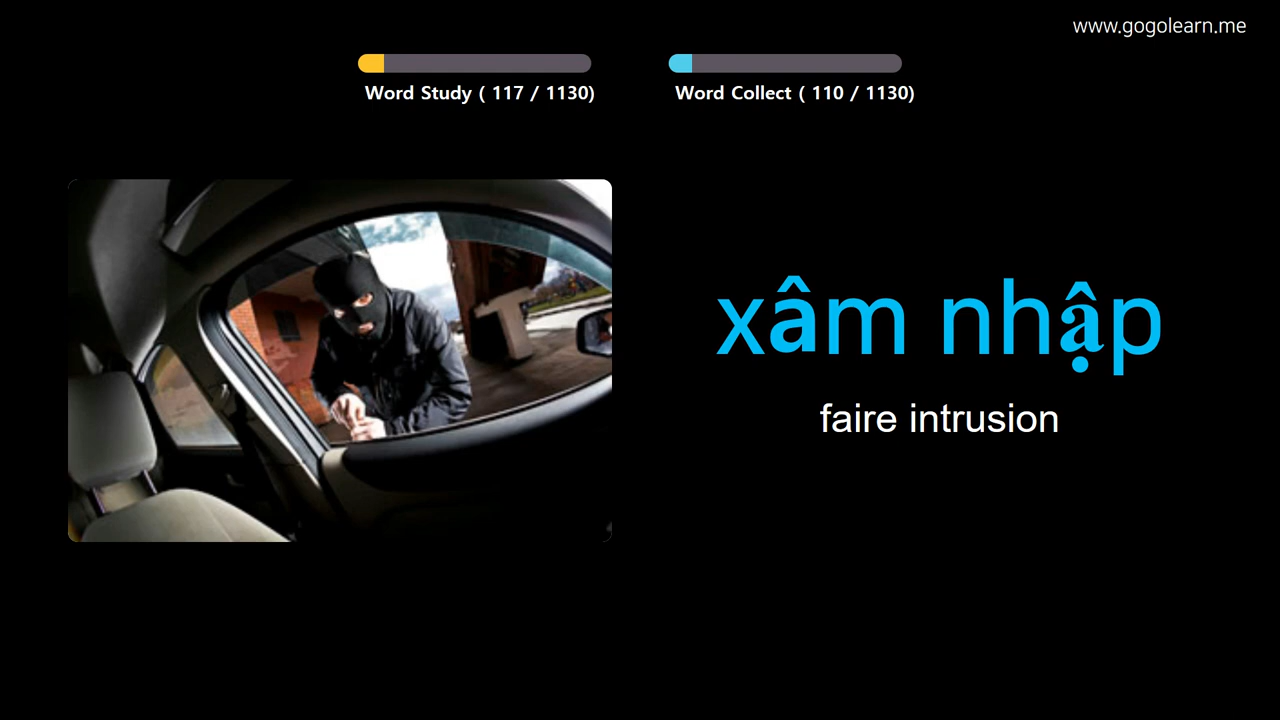 www.gogolearn.me
Word Study ( 117 / 1130)
Word Collect ( 110 / 1130)
xâm nhập
faire intrusion